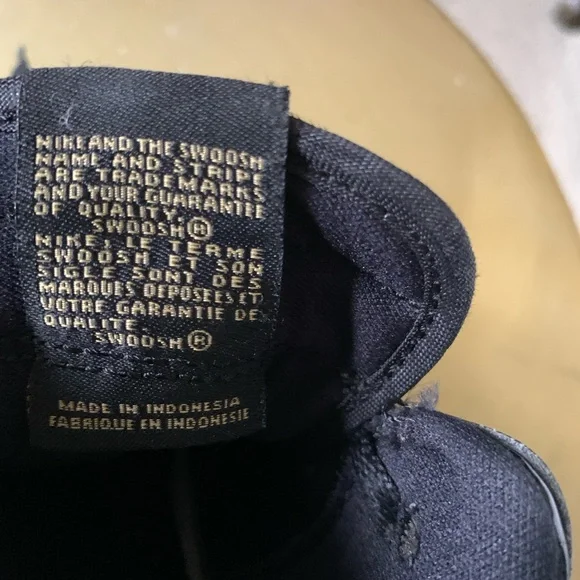 NIKE AND THE SWOOSH
NAME AND STRIPE
ARE TRADEMARKS
AND YOUR GUARANTEE
OF QUALITY.
SWOOSH®
NIKE, LE TERME
SWOOSH ET SON
SIGLE SONT DES
MARQUES DEPOSEES ET
VOTRE GARANTIE DE
QUALITE
SWOOSH®
MADE IN INDONESIA
FABRIQUE EN INDONESIE